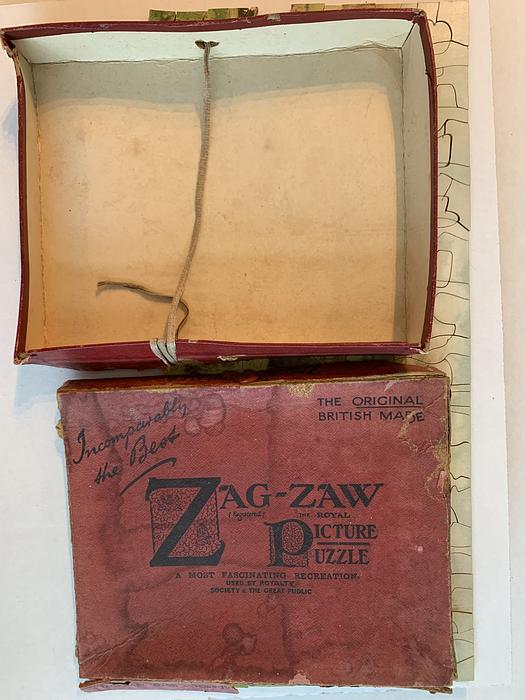 Incomparably
the Best
THE ORIGINAL
BRITISH MADE
ZAG-ZAW
(Registered) THE ROYAL
PICTURE
PUZZLE
A MOST FASCINATING RECREATION.
USED BY ROYALTY
SOCIETY & THE GREAT PUBLIC